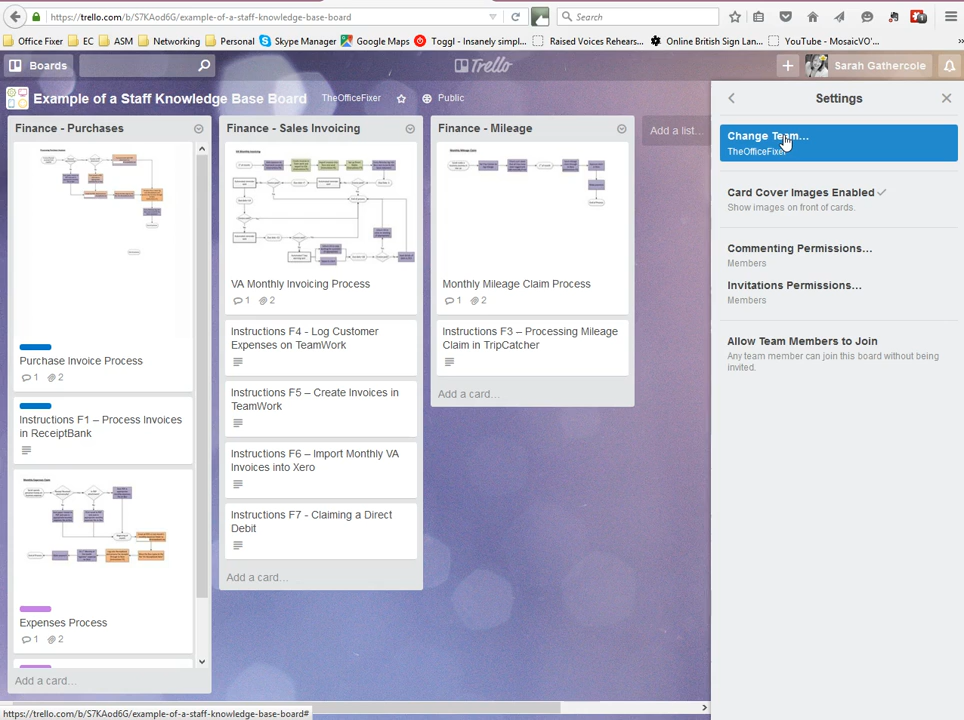 https://trello.com/b/S7KAod6G/example-of-a-staff-knowledge-base-board
Search
Office Fixer
EC
ASM
Networking
Personal
Skype Manager
Google Maps
Toggl - Insanely simpl...
Raised Voices Rehears...
Online British Sign Lan...
YouTube - MosaicVO'...
Boards
Trello
Sarah Gathercole
Example of a Staff Knowledge Base Board
TheOfficeFixer
Public
Finance - Purchases
Purchase Invoice Process
1
2
Instructions F1 – Process Invoices
in ReceiptBank
Expenses Process
1
2
Add a card...
Finance - Sales Invoicing
VA Monthly Invoicing Process
1
2
Instructions F4 - Log Customer
Expenses on TeamWork
Instructions F5 – Create Invoices in
TeamWork
Instructions F6 – Import Monthly VA
Invoices into Xero
Instructions F7 - Claiming a Direct
Debit
Add a card...
Finance - Mileage
Monthly Mileage Claim Process
1
2
Instructions F3 – Processing Mileage
Claim in TripCatcher
Add a card...
Add a list...
Settings
Change Team...
TheOfficeFixer
Card Cover Images Enabled
Show images on front of cards.
Commenting Permissions...
Members
Invitations Permissions...
Members
Allow Team Members to Join
Any team member can join this board without being
invited.
https://trello.com/b/S7KAod6G/example-of-a-staff-knowledge-base-board#